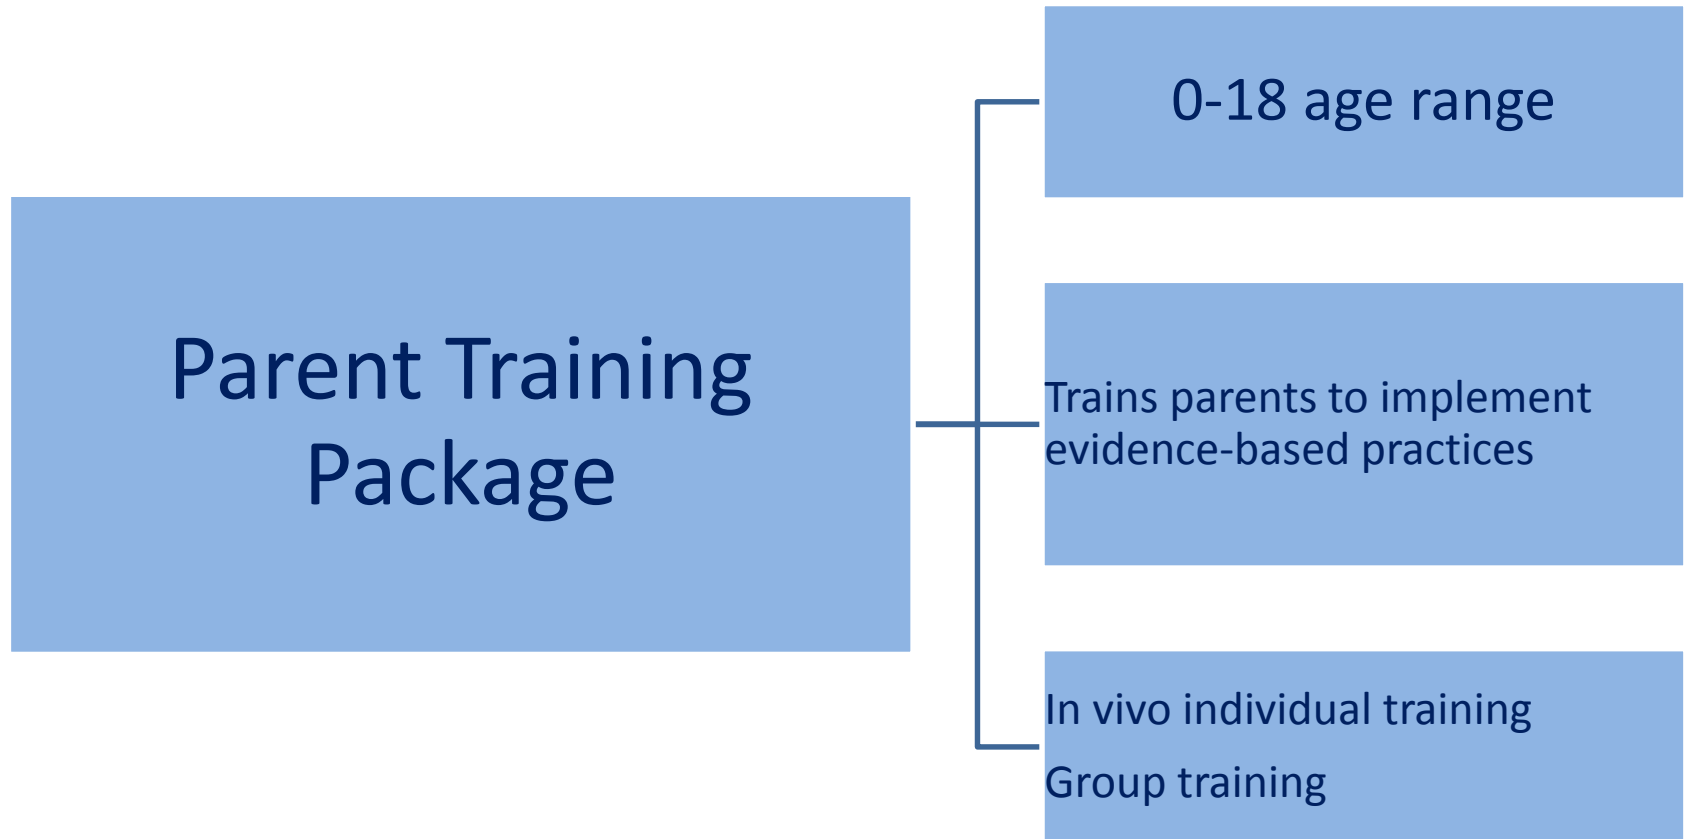 0-18 age range
Parent Training
Package
Trains parents to implement
evidence-based practices
In vivo individual training
Group training